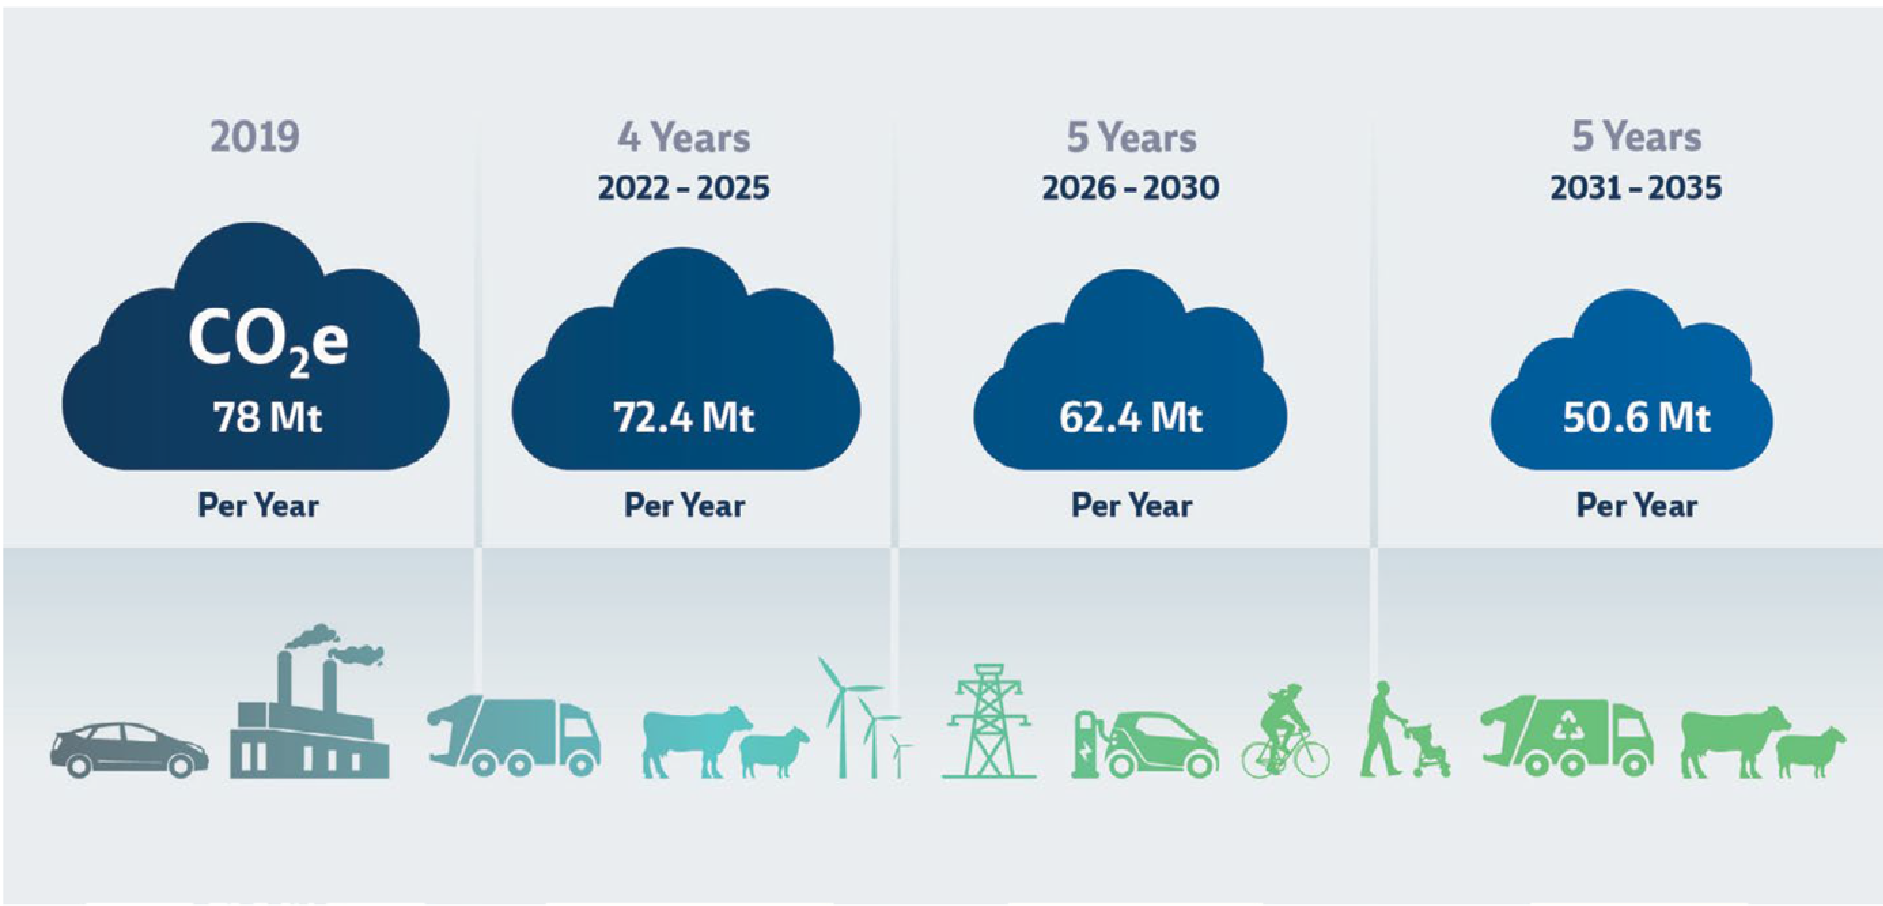 2019
CO₂e
78 Mt
Per Year
4 Years
2022 – 2025
72.4 Mt
Per Year
5 Years
2026 – 2030
62.4 Mt
Per Year
5 Years
2031 – 2035
50.6 Mt
Per Year